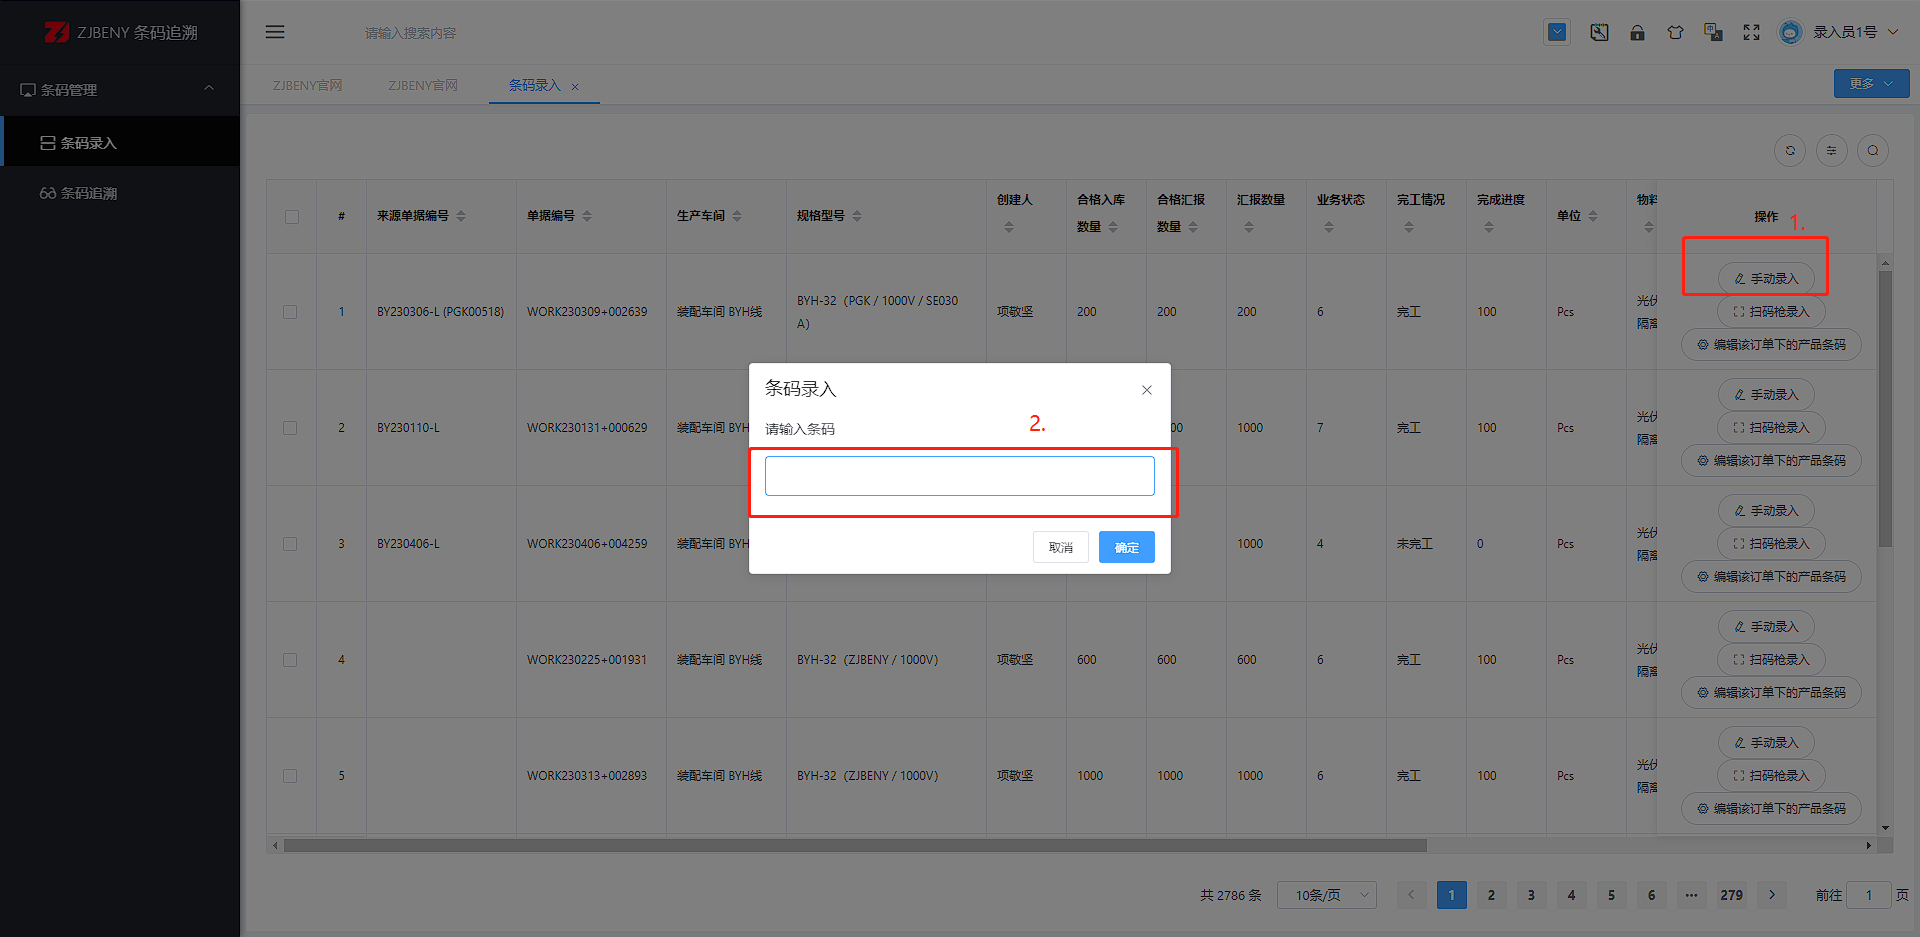 ZJBENY 条码追溯
请输入搜索内容
录入员1号
条码管理
条码录入
条码追溯
ZJBENY官网
ZJBENY官网
条码录入
更多
# 来源单据编号 单据编号 生产车间 规格型号 创建人 合格入库数量 合格汇报数量 汇报数量 业务状态 完工情况 完成进度 单位 物料 操作
1.
1 BY230306-L (PGK00518) WORK230309+002639 装配车间 BYH线 BYH-32（PGK / 1000V / SE030
A） 项敬坚 200 200 200 6 完工 100 Pcs 光伏
隔离
手动录入
扫码枪录入
编辑该订单下的产品条码
2 BY230110-L WORK230131+000629 装配车间 BYH 00 1000 7 完工 100 Pcs 光伏
隔离
手动录入
扫码枪录入
编辑该订单下的产品条码
3 BY230406-L WORK230406+004259 装配车间 BYH 1000 4 未完工 0 Pcs 光伏
隔离
手动录入
扫码枪录入
编辑该订单下的产品条码
4 WORK230225+001931 装配车间 BYH线 BYH-32（ZJBENY / 1000V） 项敬坚 600 600 600 6 完工 100 Pcs 光伏
隔离
手动录入
扫码枪录入
编辑该订单下的产品条码
5 WORK230313+002893 装配车间 BYH线 BYH-32（ZJBENY / 1000V） 项敬坚 1000 1000 1000 6 完工 100 Pcs 光伏
隔离
手动录入
扫码枪录入
编辑该订单下的产品条码
条码录入
请输入条码
2.
取消 确定
共 2786 条 10条/页 1 2 3 4 5 6 ··· 279 前往 1 页